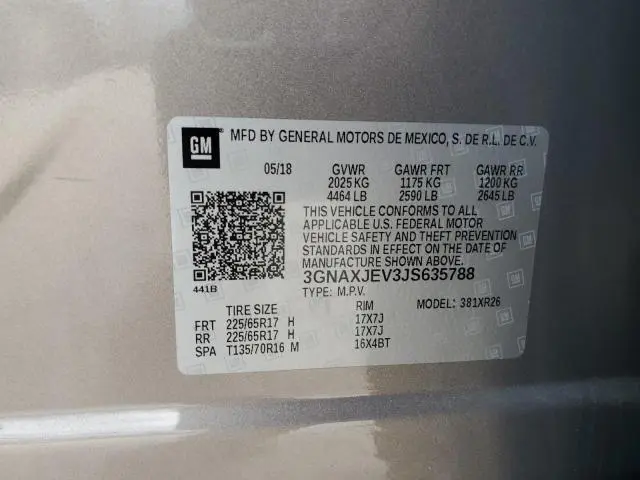 GM
MFD BY GENERAL MOTORS DE MEXICO, S. DE R.L. DE C.V.
05/18 GVWR GAWR FRT GAWR RR
2025 KG 1175 KG 1200 KG
4464 LB 2590 LB 2645 LB
THIS VEHICLE CONFORMS TO ALL
APPLICABLE U.S. FEDERAL MOTOR
VEHICLE SAFETY AND THEFT PREVENTION
STANDARDS IN EFFECT ON THE DATE OF
MANUFACTURE SHOWN ABOVE.
3GNAXJEV3JS635788
441B
TYPE: M.P.V. MODEL: 381XR26
TIRE SIZE RIM
FRT 225/65R17 H 17X7J
RR 225/65R17 H 17X7J
SPA T135/70R16 M 16X4BT